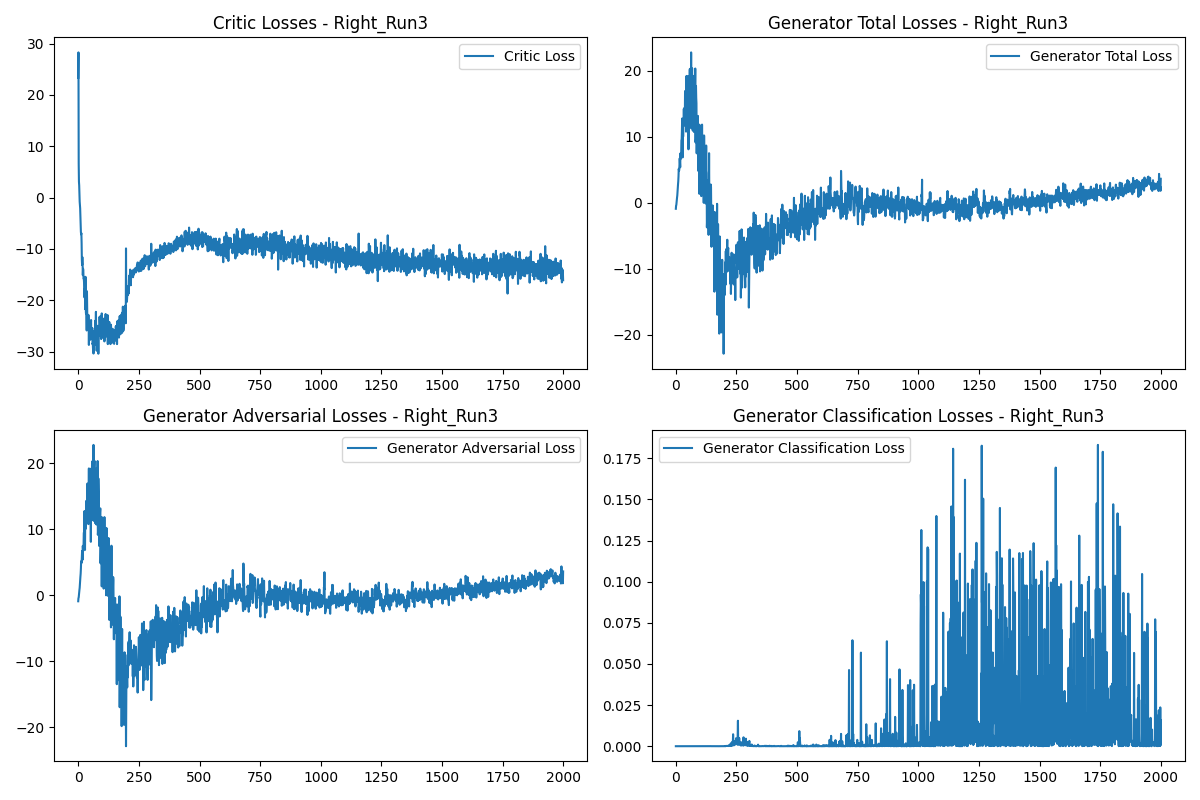 Critic Losses - Right_Run3
Critic Loss
30
20
10
0
−10
−20
−30
0 250 500 750 1000 1250 1500 1750 2000
Generator Total Losses - Right_Run3
Generator Total Loss
20
10
0
−10
−20
0 250 500 750 1000 1250 1500 1750 2000
Generator Adversarial Losses - Right_Run3
Generator Adversarial Loss
20
10
0
−10
−20
0 250 500 750 1000 1250 1500 1750 2000
Generator Classification Losses - Right_Run3
Generator Classification Loss
0.175
0.150
0.125
0.100
0.075
0.050
0.025
0.000
0 250 500 750 1000 1250 1500 1750 2000